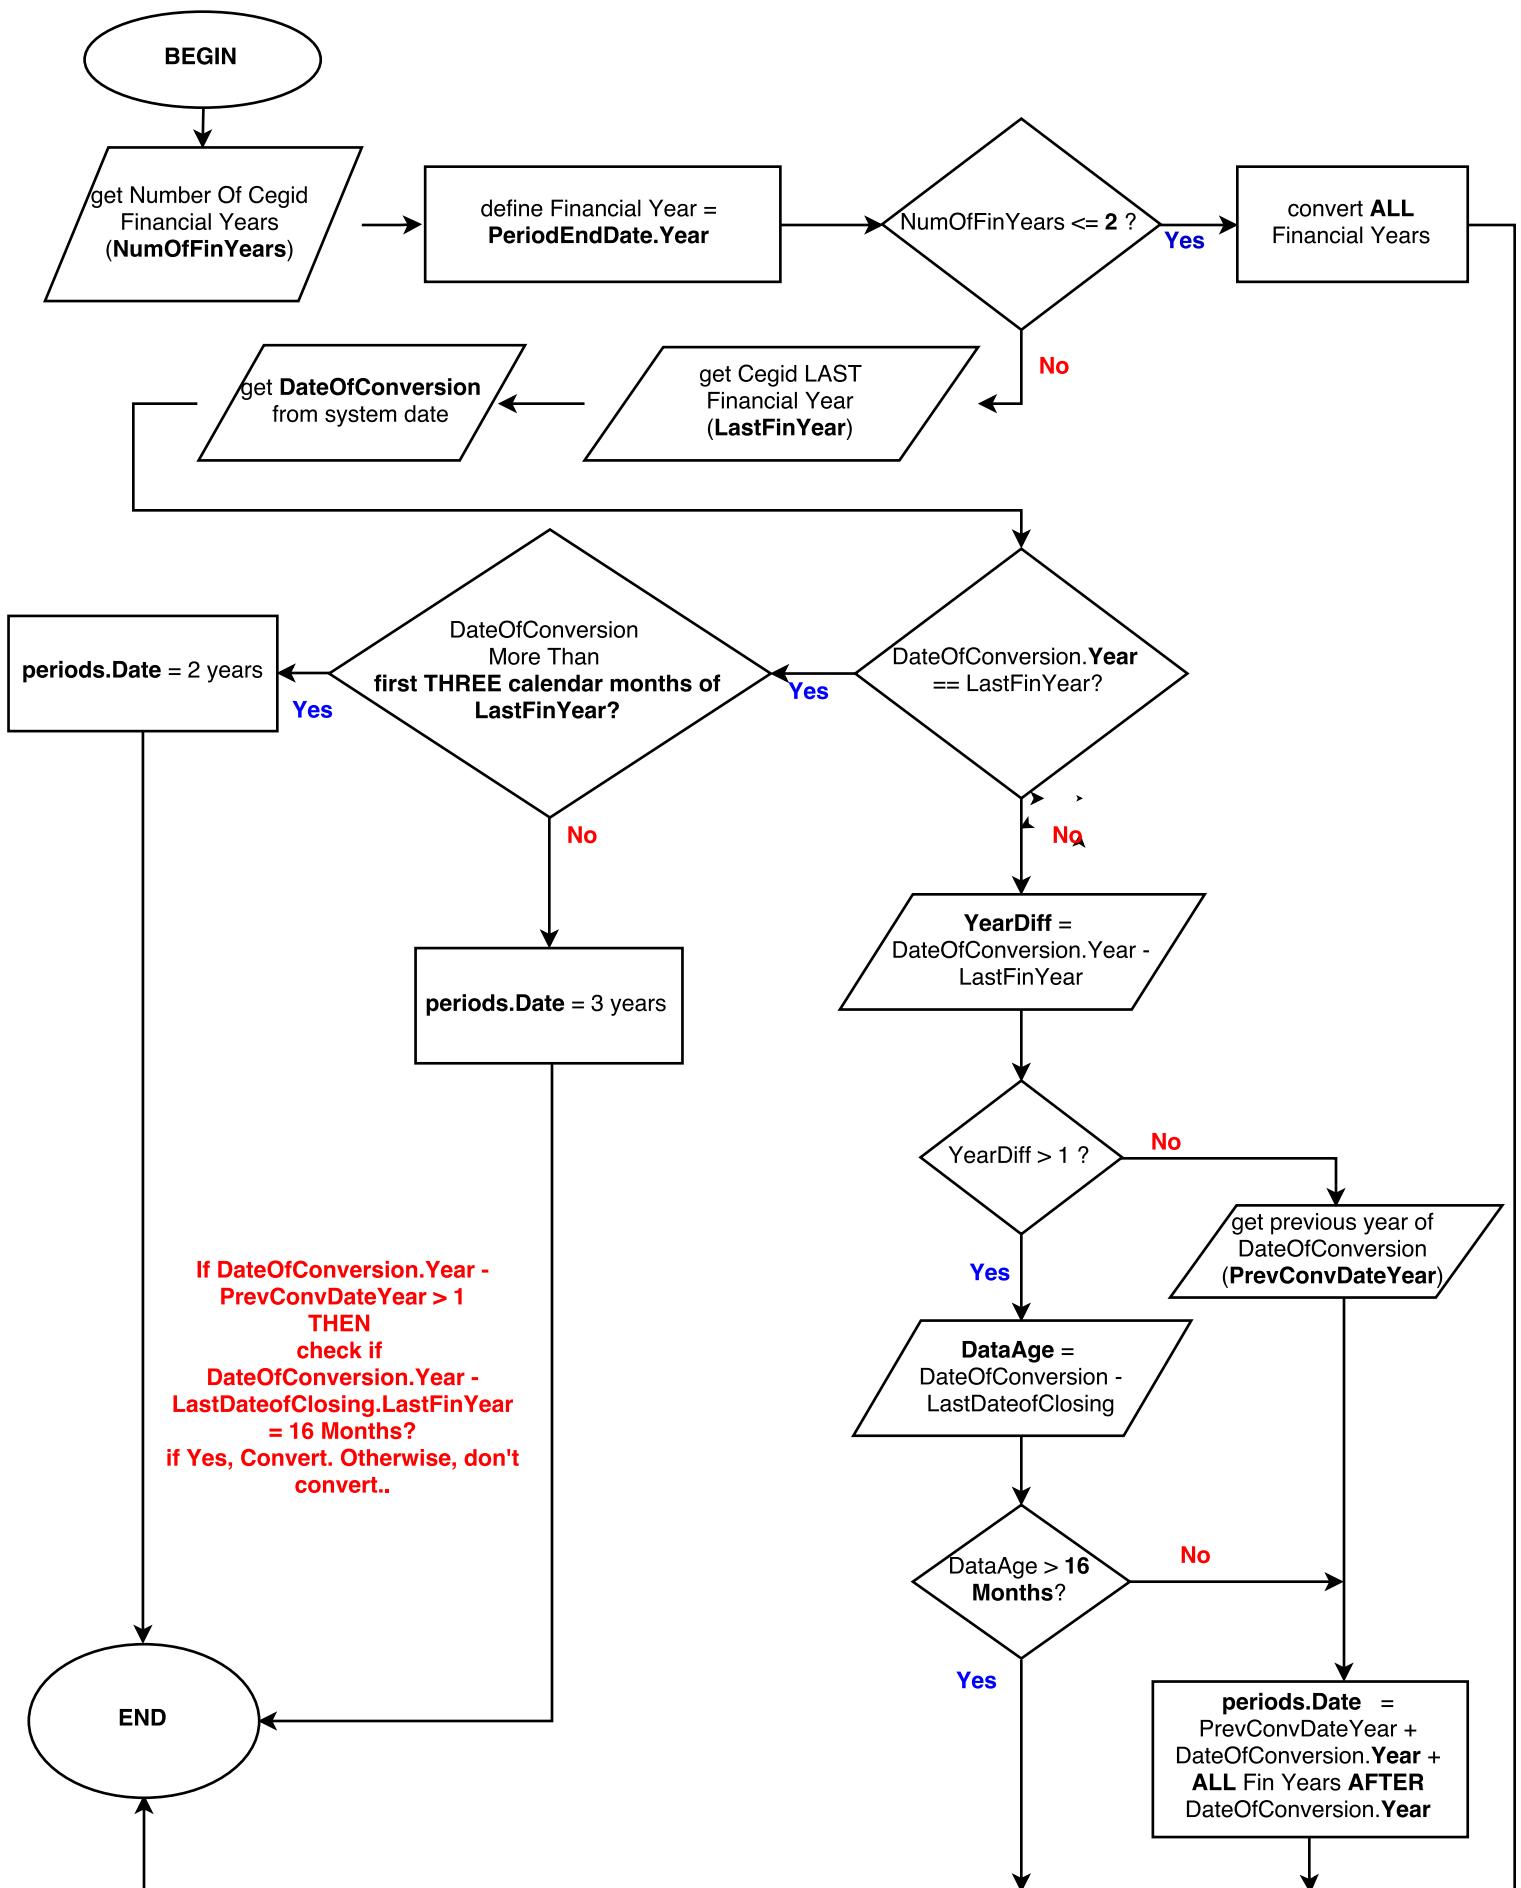 BEGIN
get Number Of Cegid
Financial Years
(NumOfFinYears)
define Financial Year =
PeriodEndDate.Year
NumOfFinYears <= 2 ?
Yes
convert ALL
Financial Years
No
get Cegid LAST
Financial Year
(LastFinYear)
get DateOfConversion
from system date
DateOfConversion.Year
== LastFinYear?
Yes
DateOfConversion
More Than
first THREE calendar months of
LastFinYear?
Yes
periods.Date = 2 years
No
periods.Date = 3 years
No
YearDiff =
DateOfConversion.Year -
LastFinYear
YearDiff > 1 ?
No
get previous year of
DateOfConversion
(PrevConvDateYear)
Yes
DataAge =
DateOfConversion -
LastDateofClosing
If DateOfConversion.Year -
PrevConvDateYear > 1
THEN
check if
DateOfConversion.Year -
LastDateofClosing.LastFinYear
= 16 Months?
if Yes, Convert. Otherwise, don't
convert..
DataAge > 16
Months?
No
Yes
periods.Date =
PrevConvDateYear +
DateOfConversion.Year +
ALL Fin Years AFTER
DateOfConversion.Year
END